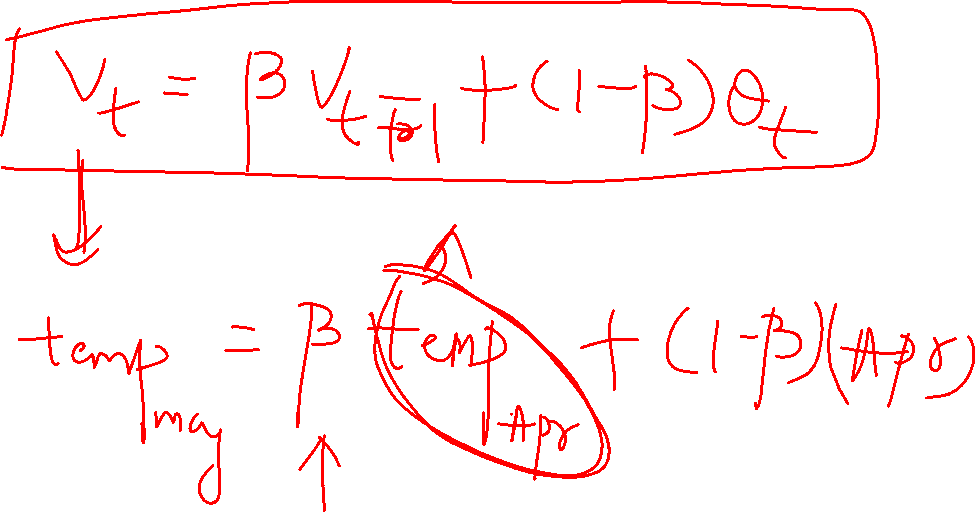 V_t = β V_{t-1} + (1-β) θ_t
temp_may = β temp_Apr + (1-β)(Apr)